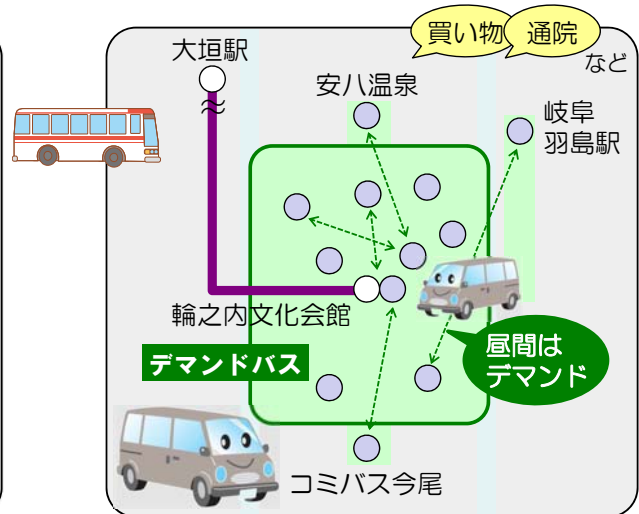 買い物
通院
など
大垣駅
安八温泉
岐阜
羽島駅
輪之内文化会館
デマンドバス
昼間は
デマンド
コミバス今尾